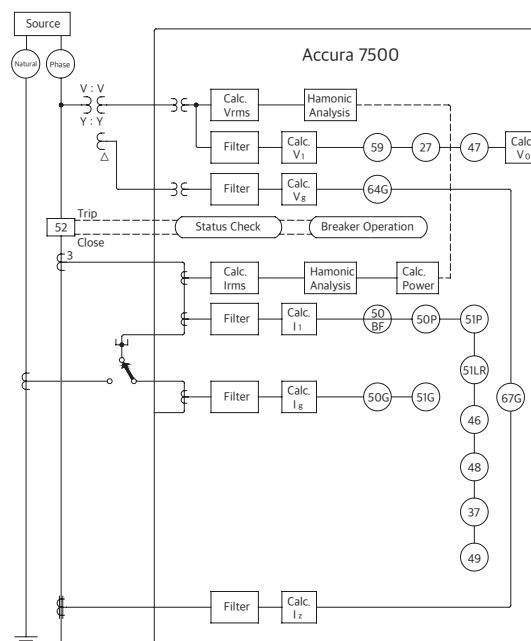 Source
Natural
Phase
Accura 7500
V : V
Y : Y
△
Calc.
Vrms
Hamonic
Analysis
Filter
Calc.
V1
59
27
47
Calc.
V0
Filter
Calc.
Vg
64G
52
Trip
Close
Status Check
Breaker Operation
3
Calc.
Irms
Hamonic
Analysis
Calc.
Power
Filter
Calc.
I1
50
BF
50P
51P
51LR
Filter
Calc.
Ig
50G
51G
67G
46
48
37
49
Filter
Calc.
Iz